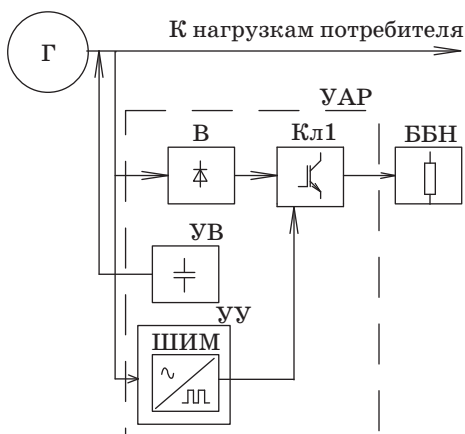 К нагрузкам потребителя
Г
УАР
В
Кл1
ББН
УВ
УУ
ШИМ